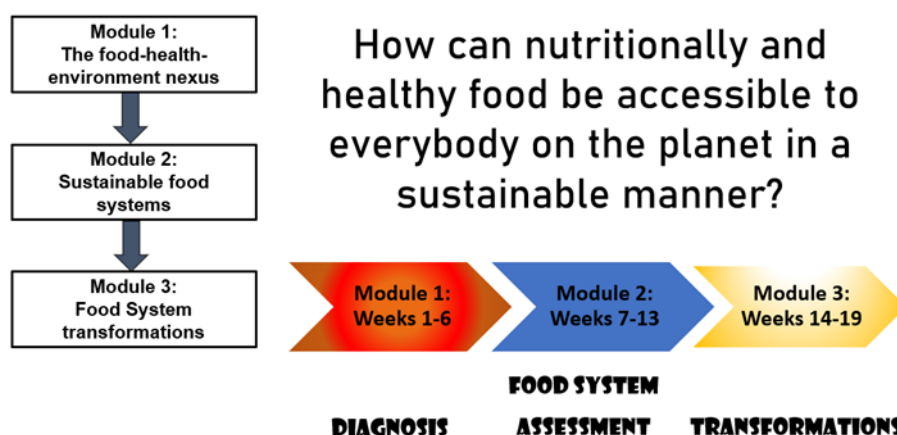 Module 1:
The food-health-
environment nexus
Module 2:
Sustainable food
systems
Module 3:
Food System
transformations
How can nutritionally and
healthy food be accessible to
everybody on the planet in a
sustainable manner?
Module 1:
Weeks 1-6
Module 2:
Weeks 7-13
Module 3:
Weeks 14-19
DIAGNOSIS
FOOD SYSTEM
ASSESSMENT
TRANSFORMATIONS